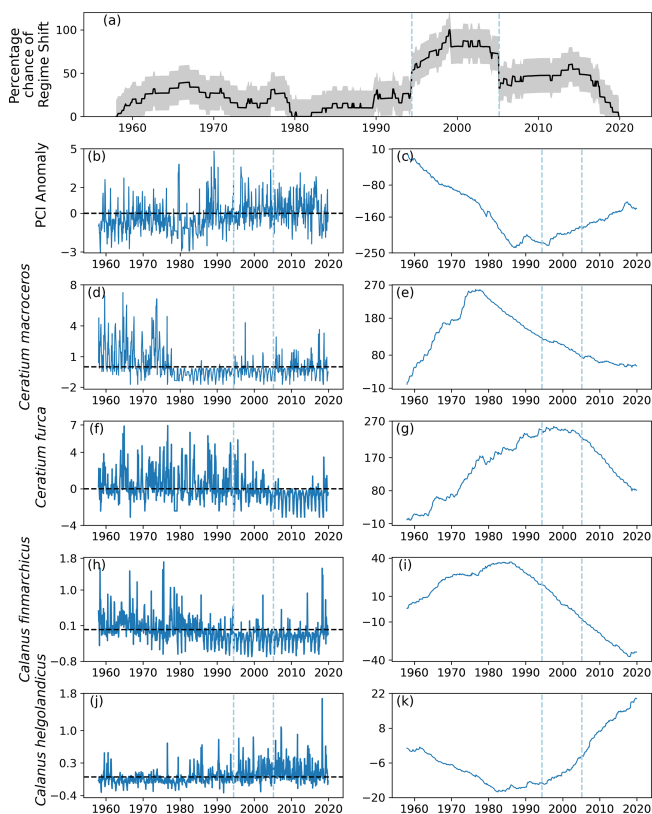 (a)
Percentage
chance of
Regime Shift
100
50
0
1960 1970 1980 1990 2000 2010 2020
PCI Anomaly
(b)
5
2
0
−3
1960 1970 1980 1990 2000 2010 2020
(c)
10
−80
−160
−250
1960 1970 1980 1990 2000 2010 2020
Ceratium macroceros
(d)
8
4
1
−2
1960 1970 1980 1990 2000 2010 2020
(e)
270
180
80
−10
1960 1970 1980 1990 2000 2010 2020
Ceratium furca
(f)
7
4
0
−4
1960 1970 1980 1990 2000 2010 2020
(g)
270
170
80
−10
1960 1970 1980 1990 2000 2010 2020
Calanus finmarchicus
(h)
1.8
1.0
0.1
−0.8
1960 1970 1980 1990 2000 2010 2020
(i)
40
10
−10
−40
1960 1970 1980 1990 2000 2010 2020
Calanus helgolandicus
(j)
1.8
1.0
0.3
−0.4
1960 1970 1980 1990 2000 2010 2020
(k)
22
8
−6
−20
1960 1970 1980 1990 2000 2010 2020